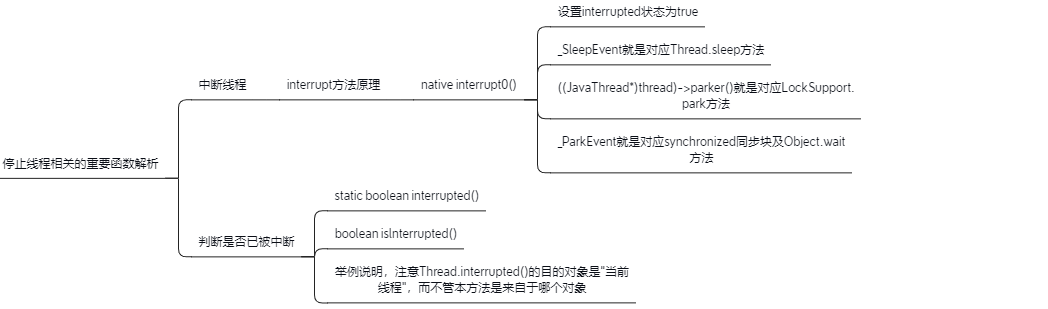 停止线程相关的重要函数解析
中断线程
interrupt方法原理
native interrupt0()
设置interrupted状态为true
_SleepEvent就是对应Thread.sleep方法
((JavaThread*)thread)->parker()就是对应LockSupport.
park方法
_ParkEvent就是对应synchronized同步块及Object.wait
方法
判断是否已被中断
static boolean interrupted()
boolean isInterrupted()
举例说明，注意Thread.interrupted()的目的对象是"当前
线程"，而不管本方法是来自于哪个对象